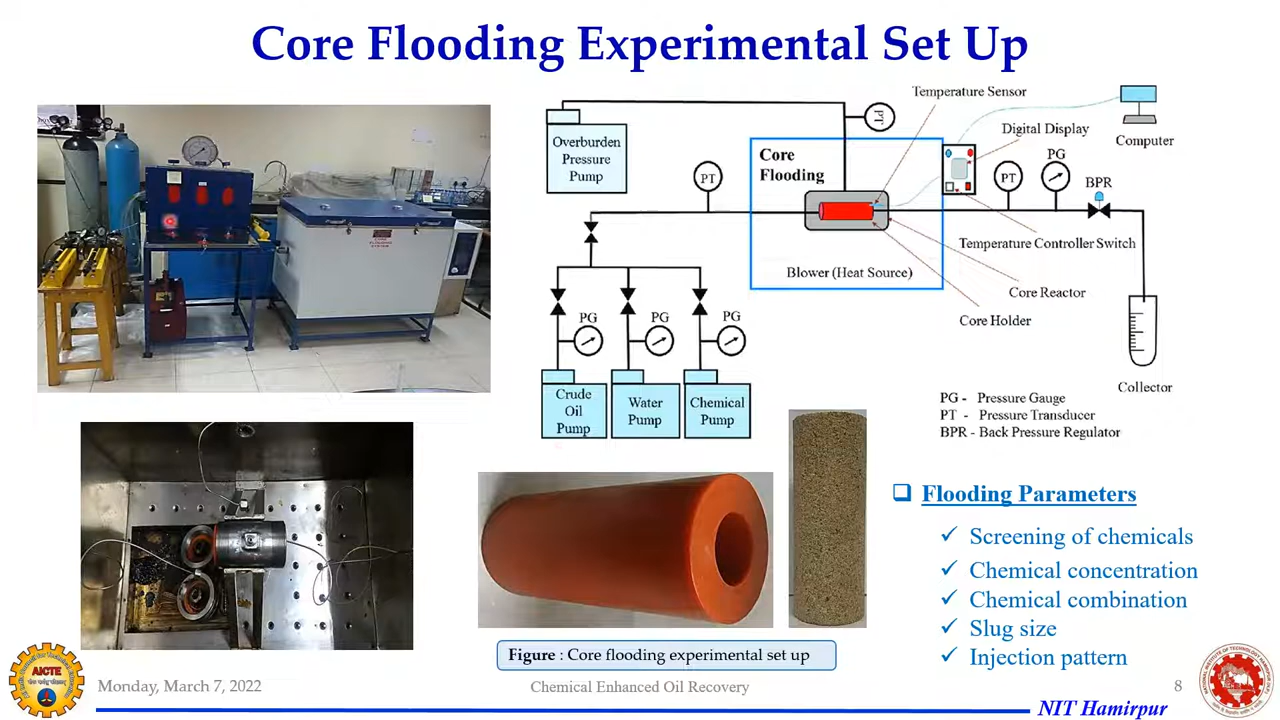 Core Flooding Experimental Set Up
Overburden
Pressure
Pump
PT
PT
Core
Flooding
Blower (Heat Source)
Temperature Sensor
Digital Display
Computer
PT
PG
BPR
Temperature Controller Switch
Core Reactor
Core Holder
Collector
PG
PG
PG
Crude
Oil
Pump
Water
Pump
Chemical
Pump
PG - Pressure Gauge
PT - Pressure Transducer
BPR - Back Pressure Regulator
CORE
FLOODING
SYSTEM
Flooding Parameters
✓ Screening of chemicals
✓ Chemical concentration
✓ Chemical combination
✓ Slug size
✓ Injection pattern
Figure : Core flooding experimental set up
AICTE
Monday, March 7, 2022
Chemical Enhanced Oil Recovery
8
NIT Hamirpur